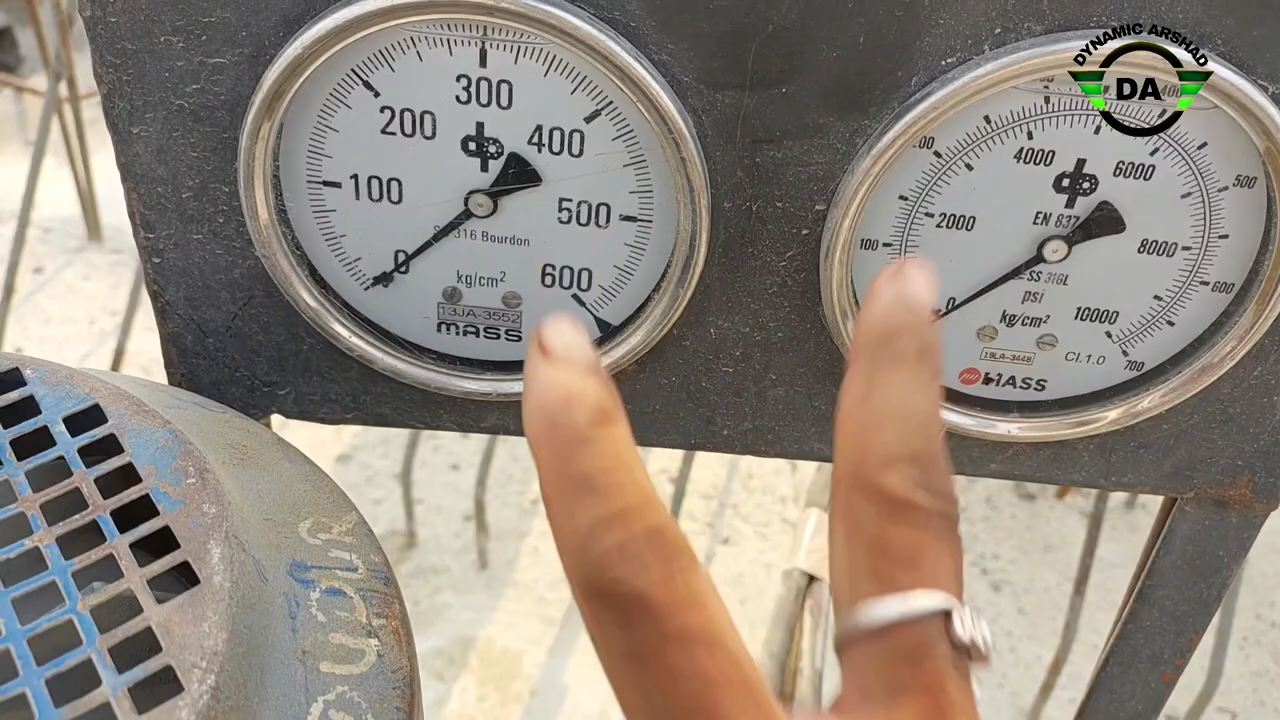 300
200
400
100
500
0
SS 316 Bourdon
600
kg/cm²
13JA-3552
MASS
DYNAMIC ARSHAD
DA
400
4000
6000
500
2000
EN 837
100
8000
SS 316L
600
psi
0
kg/cm²
10000
19LA-3448
Cl.1.0
700
MASS